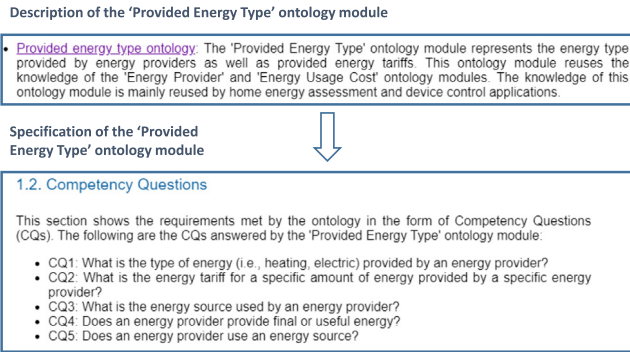 Description of the ‘Provided Energy Type’ ontology module
• Provided energy type ontology: The 'Provided Energy Type' ontology module represents the energy type
provided by energy providers as well as provided energy tariffs. This ontology module reuses the
knowledge of the 'Energy Provider' and 'Energy Usage Cost' ontology modules. The knowledge of this
ontology module is mainly reused by home energy assessment and device control applications.
Specification of the ‘Provided
Energy Type’ ontology module
1.2. Competency Questions
This section shows the requirements met by the ontology in the form of Competency Questions
(CQs). The following are the CQs answered by the 'Provided Energy Type' ontology module:
• CQ1: What is the type of energy (i.e., heating, electric) provided by an energy provider?
• CQ2: What is the energy tariff for a specific amount of energy provided by a specific energy
provider?
• CQ3: What is the energy source used by an energy provider?
• CQ4: Does an energy provider provide final or useful energy?
• CQ5: Does an energy provider use an energy source?